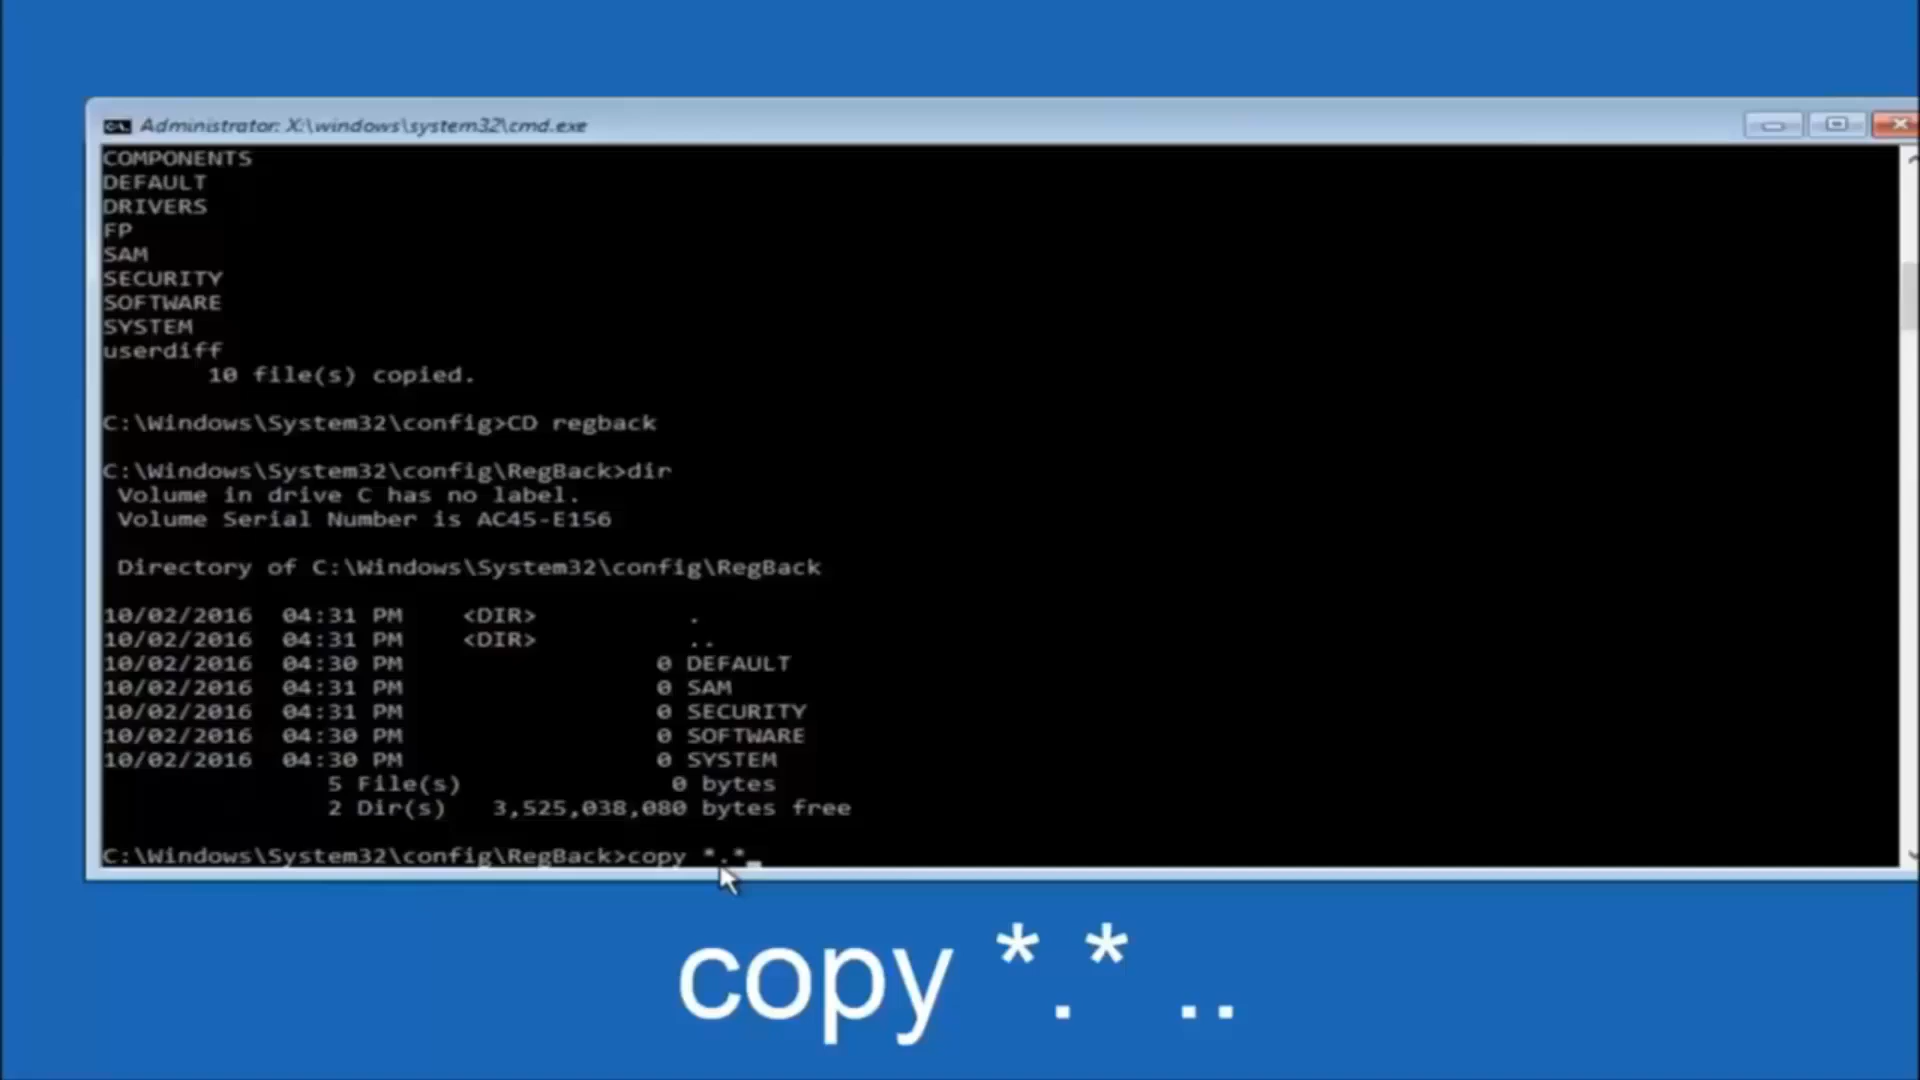 Administrator: X:\windows\system32\cmd.exe
COMPONENTS
DEFAULT
DRIVERS
FP
SAM
SECURITY
SOFTWARE
SYSTEM
userdiff
10 file(s) copied.
C:\Windows\System32\config>CD regback
C:\Windows\System32\config\RegBack>dir
Volume in drive C has no label.
Volume Serial Number is AC45-E156
Directory of C:\Windows\System32\config\RegBack
10/02/2016 04:31 PM <DIR> .
10/02/2016 04:31 PM <DIR> ..
10/02/2016 04:30 PM 0 DEFAULT
10/02/2016 04:31 PM 0 SAM
10/02/2016 04:31 PM 0 SECURITY
10/02/2016 04:30 PM 0 SOFTWARE
10/02/2016 04:30 PM 0 SYSTEM
5 File(s) 0 bytes
2 Dir(s) 3,525,038,080 bytes free
C:\Windows\System32\config\RegBack>copy *.*_
copy *.* ..